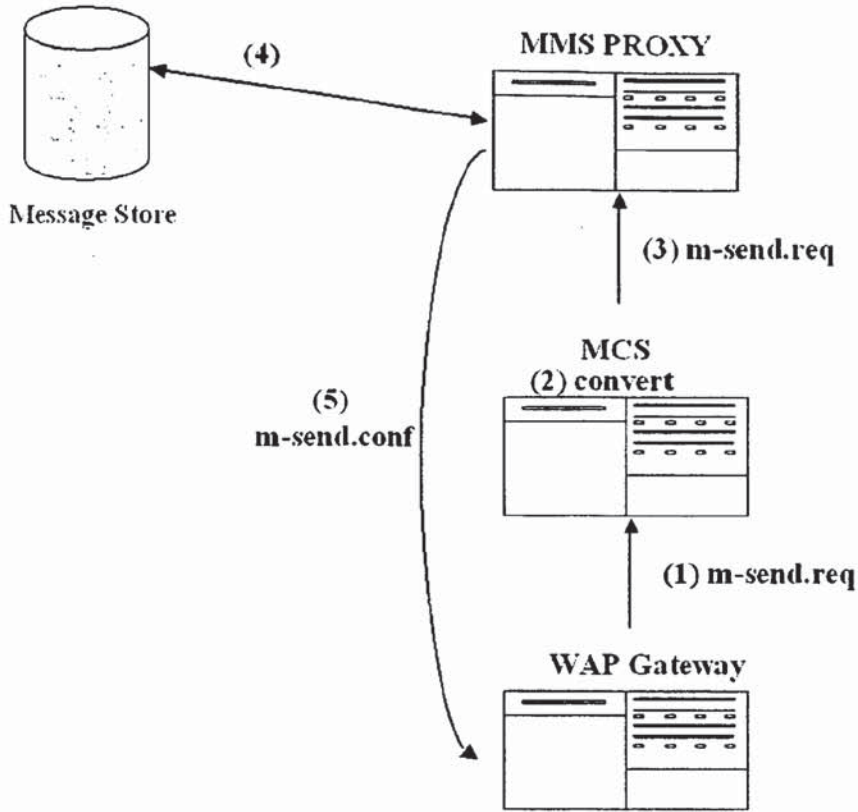 (4)
MMS PROXY
Message Store
(3) m-send.req
MCS
(2) convert
(5)
m-send.conf
(1) m-send.req
WAP Gateway